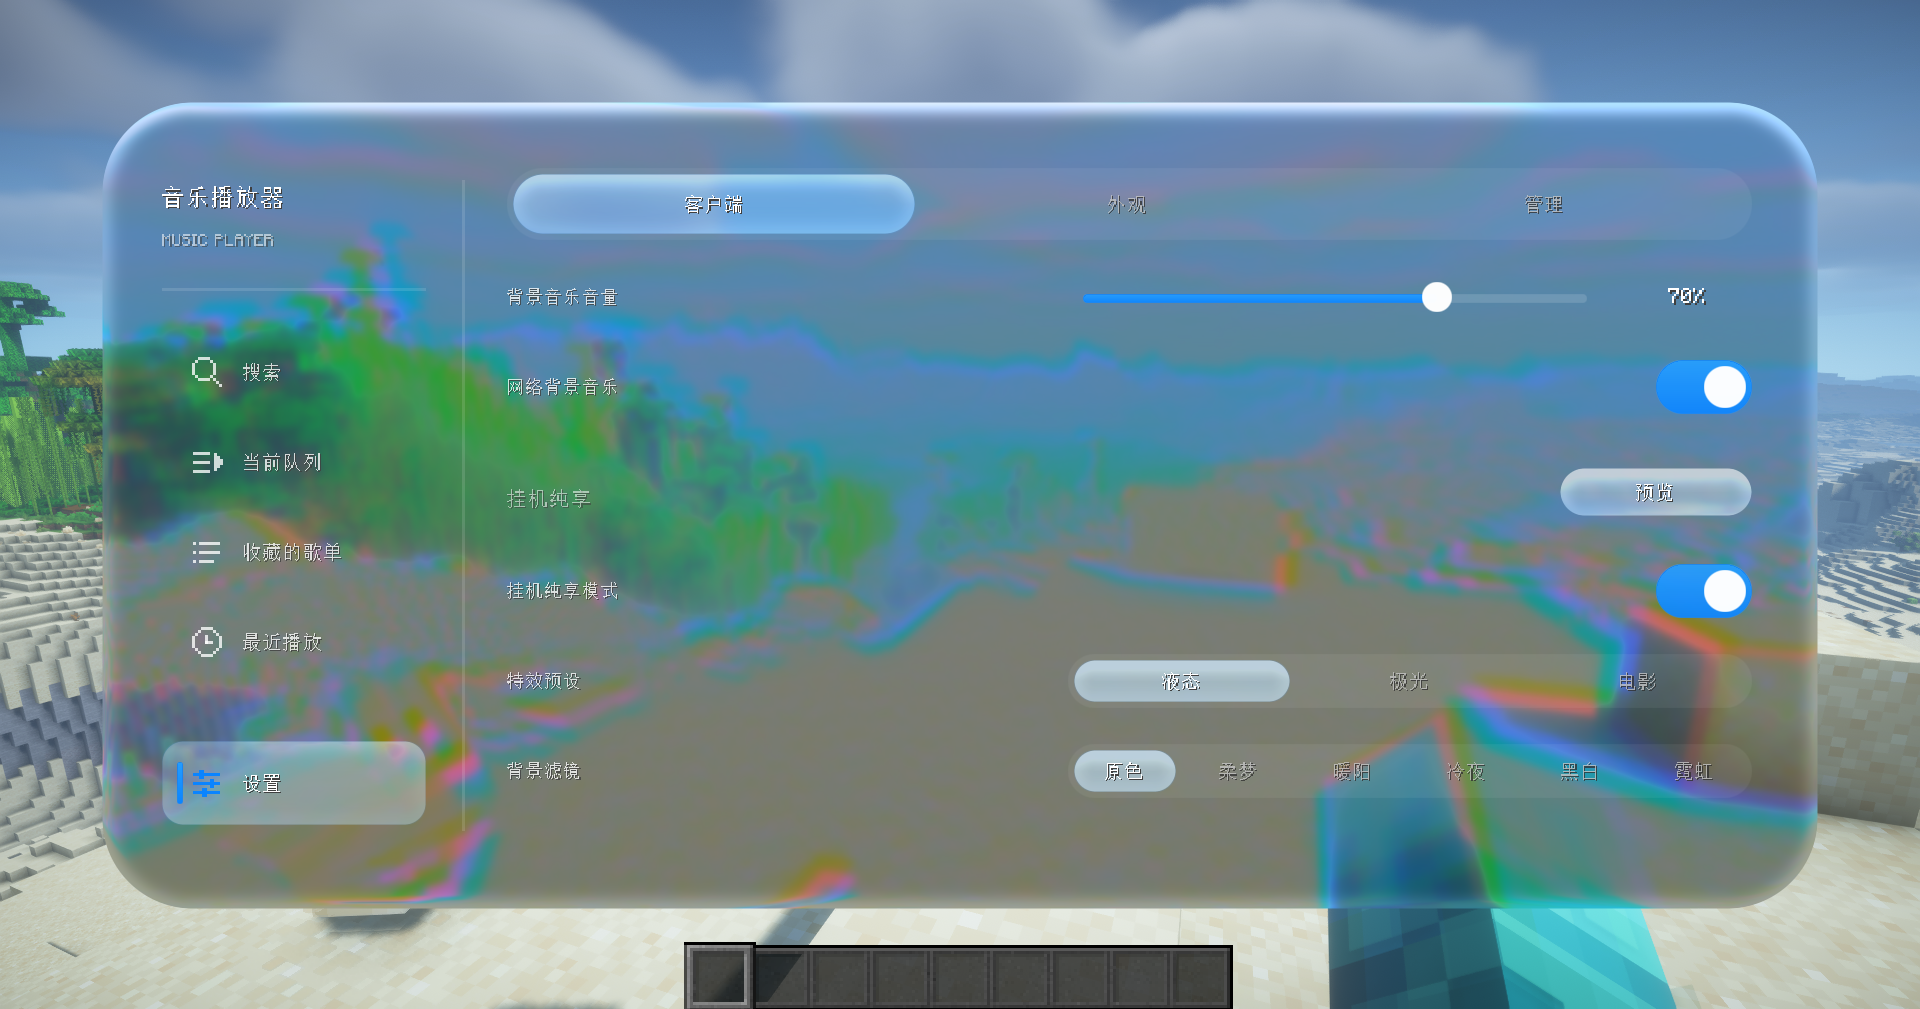 音乐播放器
MUSIC PLAYER
搜索
当前队列
收藏的歌单
最近播放
设置
客户端 外观 管理
背景音乐音量 70%
网络背景音乐
挂机纯享 预览
挂机纯享模式
特效预设 液态 极光 电影
背景滤镜 原色 柔梦 暖阳 冷夜 黑白 霓虹